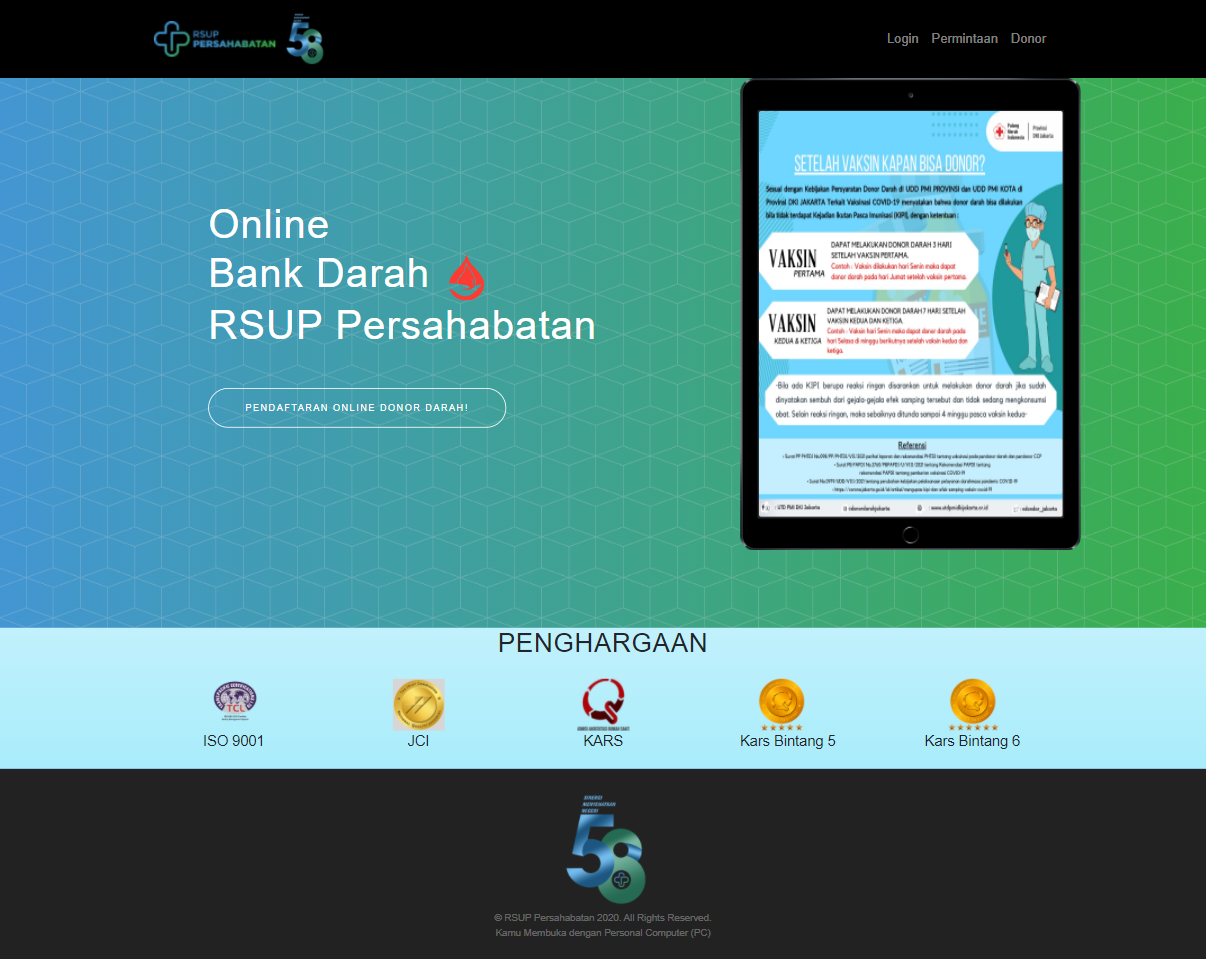 RSUP
PERSAHABATAN
58
Login Permintaan Donor
Online
Bank Darah
RSUP Persahabatan
PENDAFTARAN ONLINE DONOR DARAH!
Palang
Merah
Indonesia
Provinsi
DKI Jakarta
SETELAH VAKSIN KAPAN BISA DONOR?
Sesuai dengan Kebijakan Persyaratan Donor Darah di UDD PMI PROVINSI dan UDD PMI KOTA di
Provinsi DKI JAKARTA Terkait Vaksinasi COVID-19 menyatakan bahwa donor darah bisa dilakukan
bila tidak terdapat Kejadian Ikutan Pasca Imunisasi (KIPI), dengan ketentuan :
VAKSIN
PERTAMA
DAPAT MELAKUKAN DONOR DARAH 3 HARI
SETELAH VAKSIN PERTAMA.
Contoh : Vaksin dilakukan hari Senin maka dapat
donor darah pada hari Jumat setelah vaksin pertama.
VAKSIN
KEDUA & KETIGA
DAPAT MELAKUKAN DONOR DARAH 7 HARI SETELAH
VAKSIN KEDUA DAN KETIGA.
Contoh : Vaksin hari Senin maka dapat donor darah pada
hari Selasa di minggu berikutnya setelah vaksin kedua dan
ketiga.
-Bila ada KIPI berupa reaksi ringan disarankan untuk melakukan donor darah jika sudah
dinyatakan sembuh dari gejala-gejala efek samping tersebut dan tidak sedang mengkonsumsi
obat. Selain reaksi ringan, maka sebaiknya ditunda sampai 4 minggu pasca vaksin kedua-
Referensi
: UTD PMI DKI Jakarta
PENGHARGAAN
TCL
ISO 9001
JCI
KARS
Kars Bintang 5
Kars Bintang 6
SINERGI
MENYEHATKAN
NEGERI
58
© RSUP Persahabatan 2020. All Rights Reserved.
Kamu Membuka dengan Personal Computer (PC)